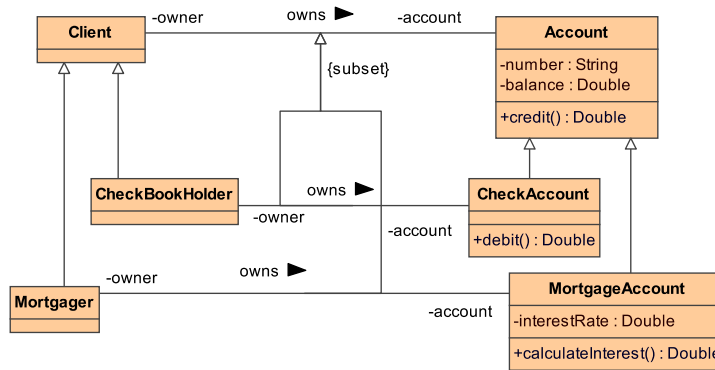 -owner
owns
-account
Client
Account
-number : String
-balance : Double
+credit() : Double
{subset}
CheckBookHolder
owns
-owner
CheckAccount
-account
+debit() : Double
-owner
owns
Mortgager
-account
MortgageAccount
-interestRate : Double
+calculateInterest() : Double